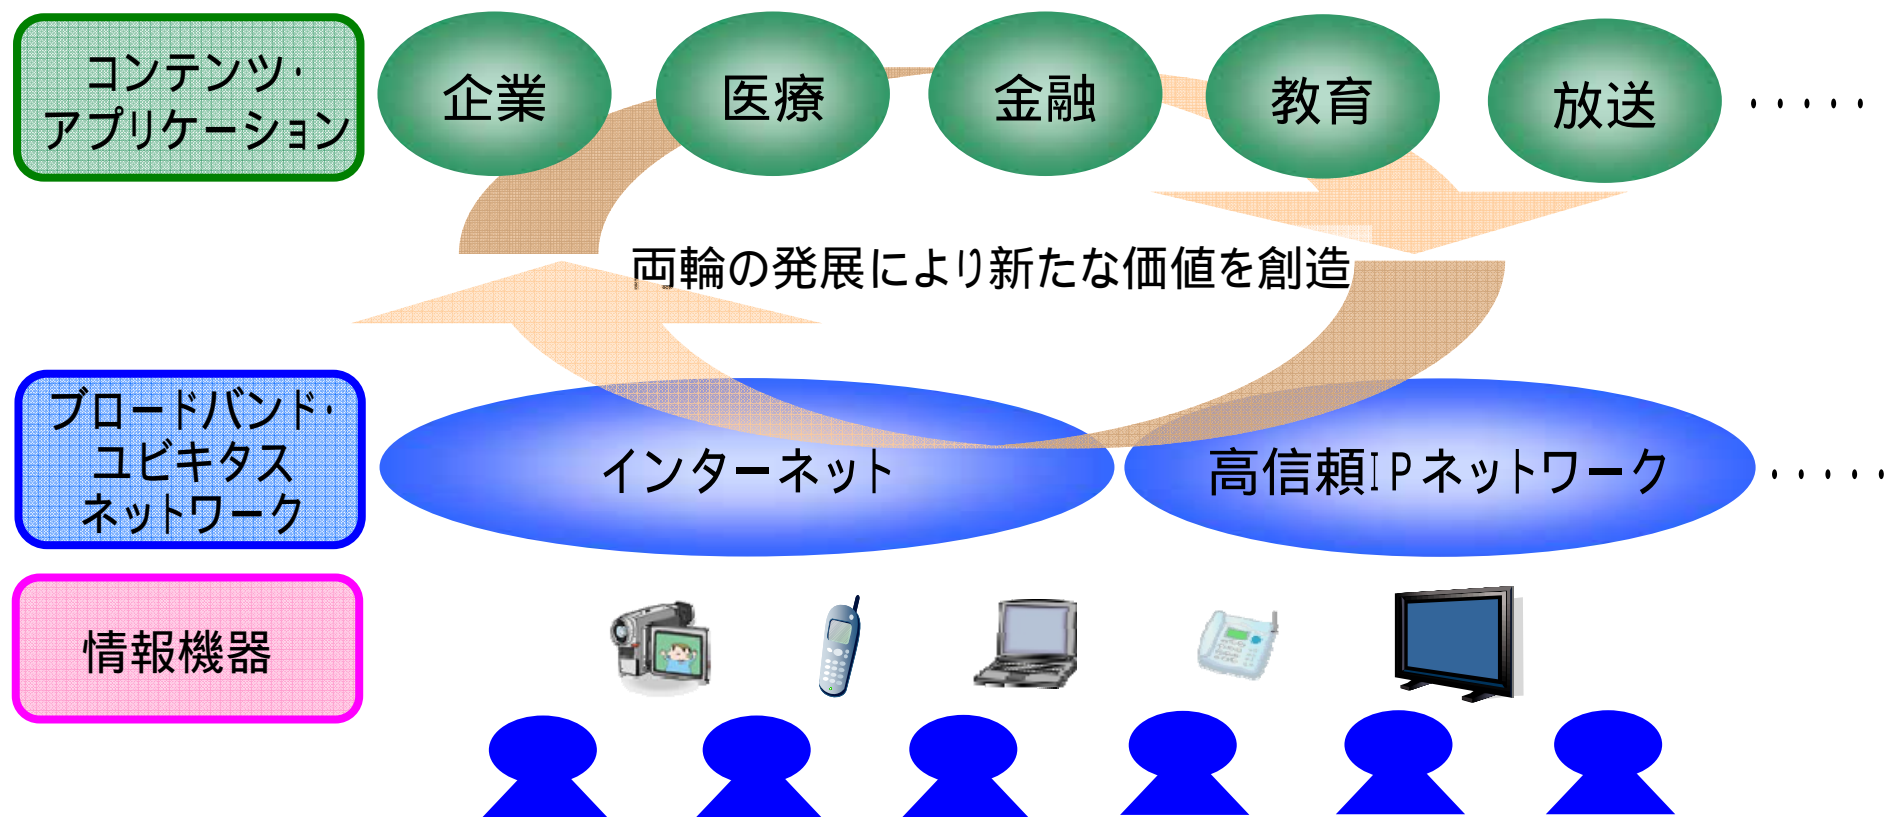 コンテンツ・
アプリケーション
企業
医療
金融
教育
放送
・・・・・
両輪の発展により新たな価値を創造
ブロードバンド・
ユビキタス
ネットワーク
インターネット
高信頼IPネットワーク
・・・・・
情報機器